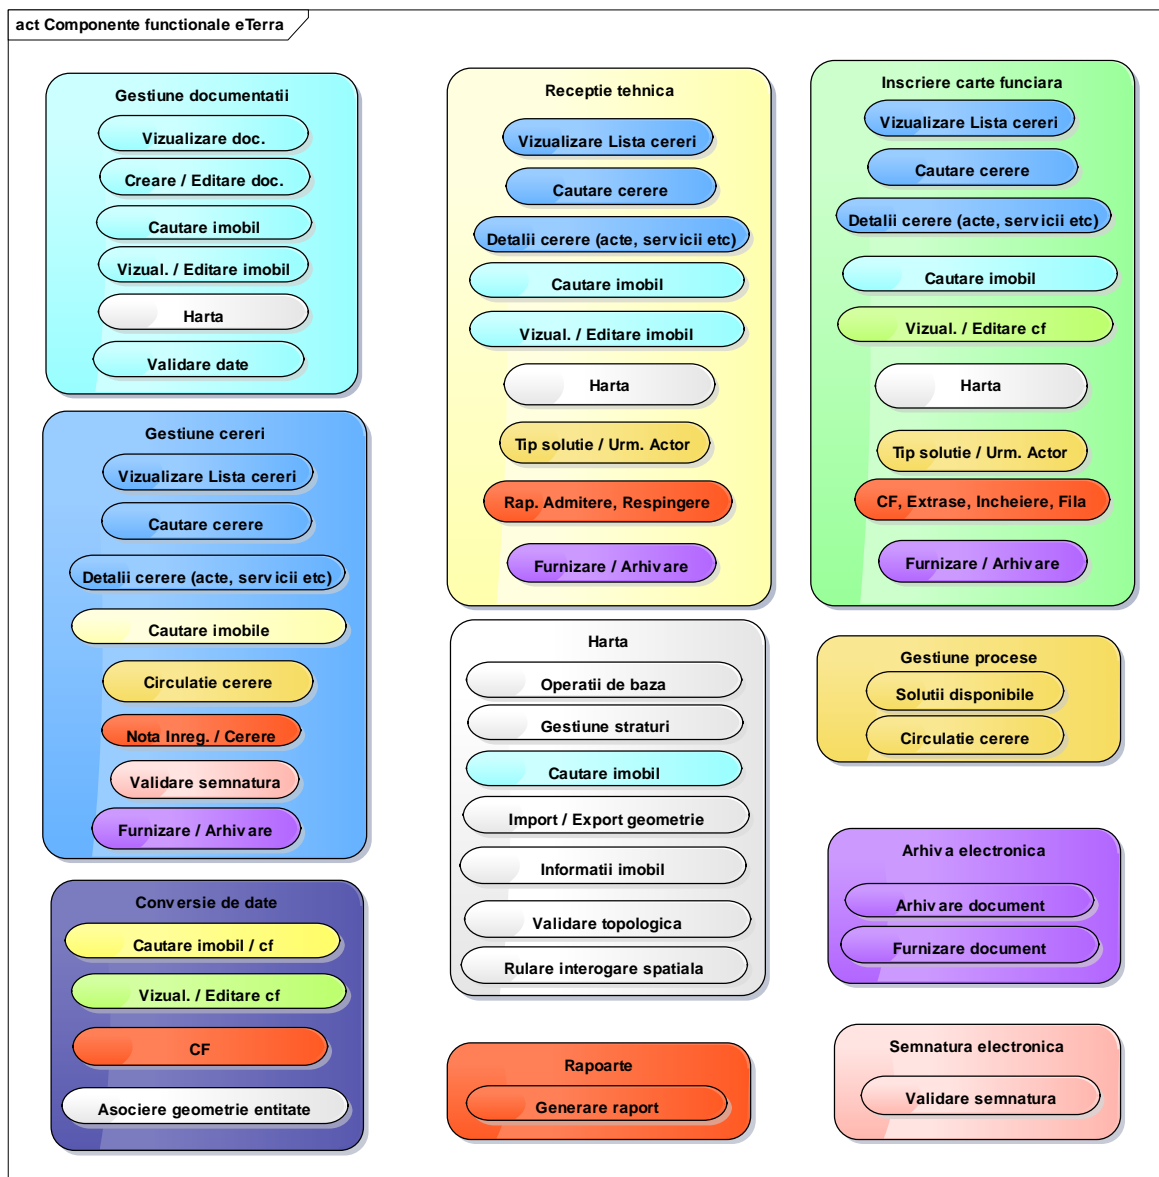 act Componente functionale eTerra
Gestiune documentatii
Vizualizare doc.
Creare / Editare doc.
Cautare imobil
Vizual. / Editare imobil
Harta
Validare date
Gestiune cereri
Vizualizare Lista cereri
Cautare cerere
Detalii cerere (acte, servicii etc)
Cautare imobile
Circulatie cerere
Nota Inreg. / Cerere
Validare semnatura
Furnizare / Arhivare
Conversie de date
Cautare imobil / cf
Vizual. / Editare cf
CF
Asociere geometrie entitate
Receptie tehnica
Vizualizare Lista cereri
Cautare cerere
Detalii cerere (acte, servicii etc)
Cautare imobil
Vizual. / Editare imobil
Harta
Tip solutie / Urm. Actor
Rap. Admitere, Respingere
Furnizare / Arhivare
Harta
Operatii de baza
Gestiune straturi
Cautare imobil
Import / Export geometrie
Informatii imobil
Validare topologica
Rulare interogare spatiala
Rapoarte
Generare raport
Inscriere carte funciara
Vizualizare Lista cereri
Cautare cerere
Detalii cerere (acte, servicii etc)
Cautare imobil
Vizual. / Editare cf
Harta
Tip solutie / Urm. Actor
CF, Extrase, Incheiere, Fila
Furnizare / Arhivare
Gestiune procese
Solutii disponibile
Circulatie cerere
Arhiva electronica
Arhivare document
Furnizare document
Semnatura electronica
Validare semnatura